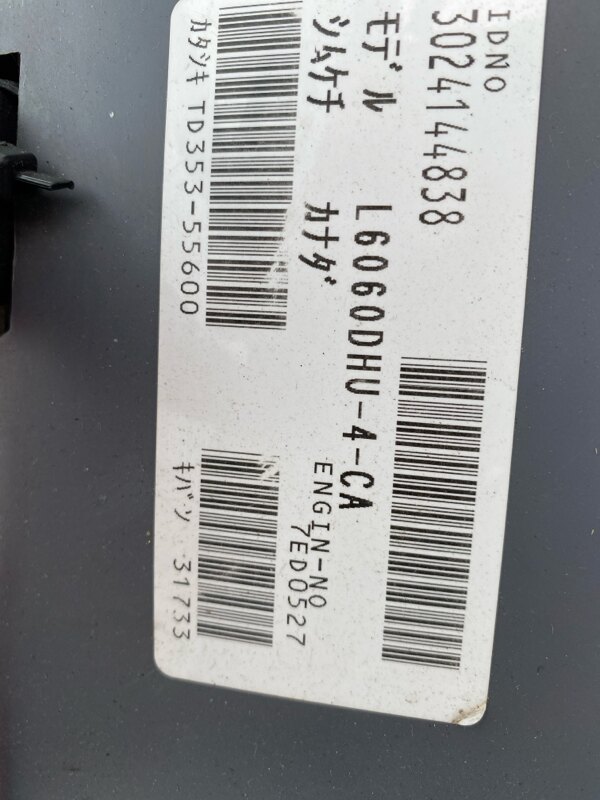 IDNO
3024144838
モデル L6060DHU-4-CA
シムケチ カナダ
ENGIN-NO
7ED0527
カタシキ TD353-55600
キバン 31733